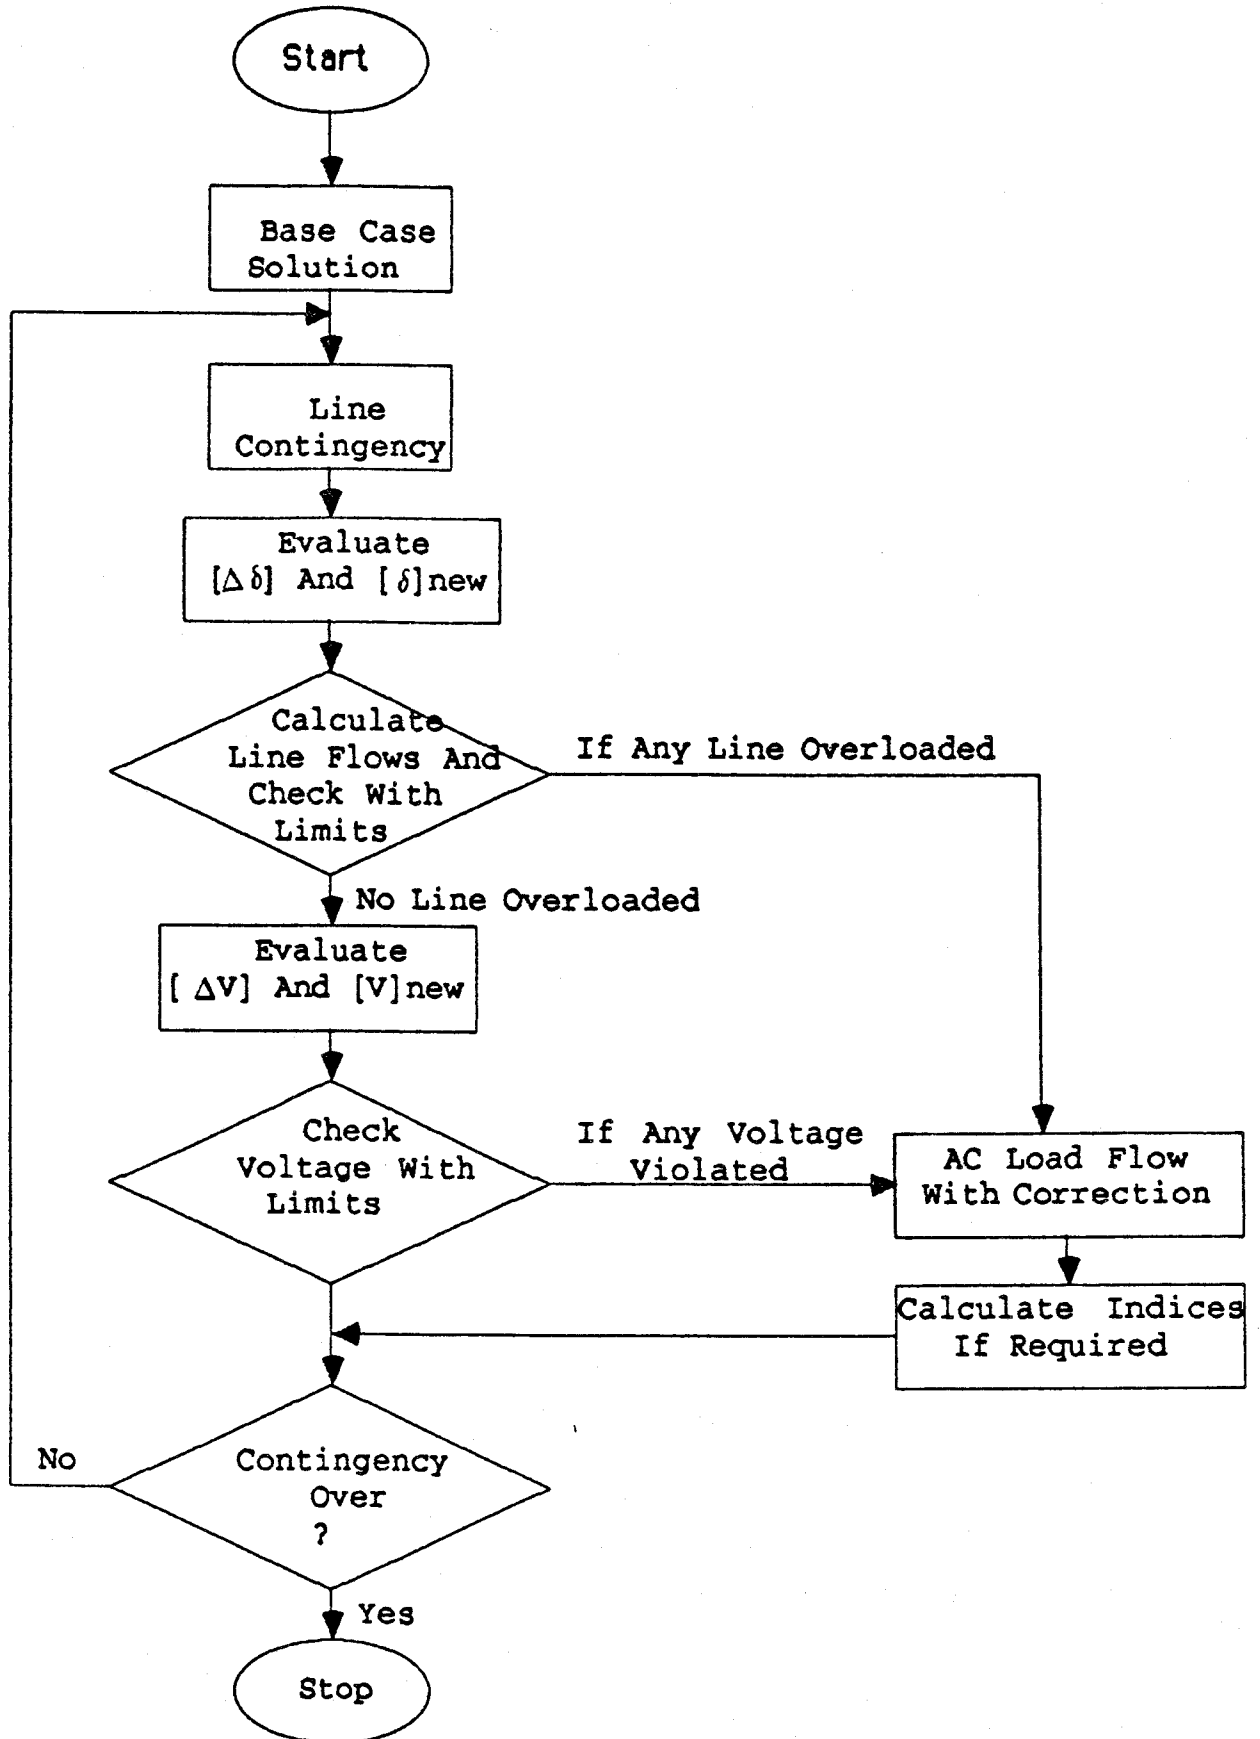 Start
Base Case
Solution
Line
Contingency
Evaluate
[Δδ] And [δ]new
Calculate
Line Flows And
Check With
Limits
If Any Line Overloaded
No Line Overloaded
Evaluate
[ ΔV] And [V]new
Check
Voltage With
Limits
If Any Voltage
Violated
AC Load Flow
With Correction
Calculate Indices
If Required
No
Contingency
Over
?
Yes
Stop